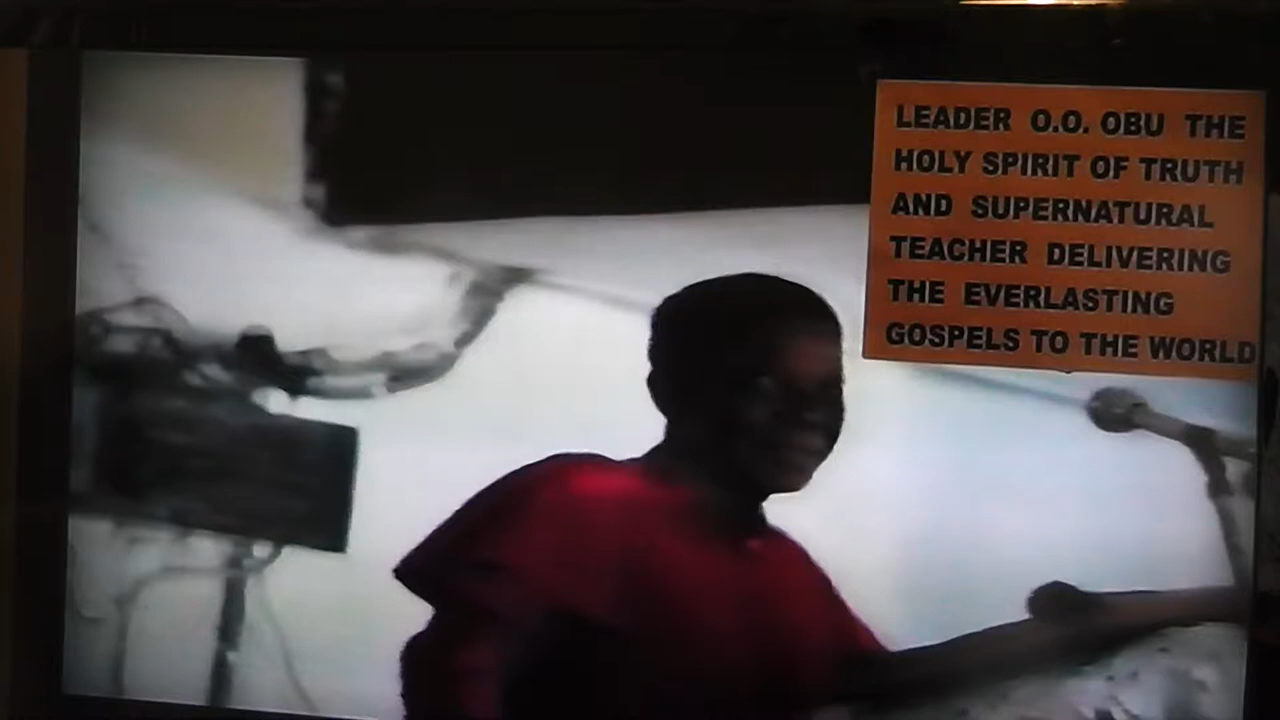 LEADER O.O. OBU THE
HOLY SPIRIT OF TRUTH
AND SUPERNATURAL
TEACHER DELIVERING
THE EVERLASTING
GOSPELS TO THE WORLD